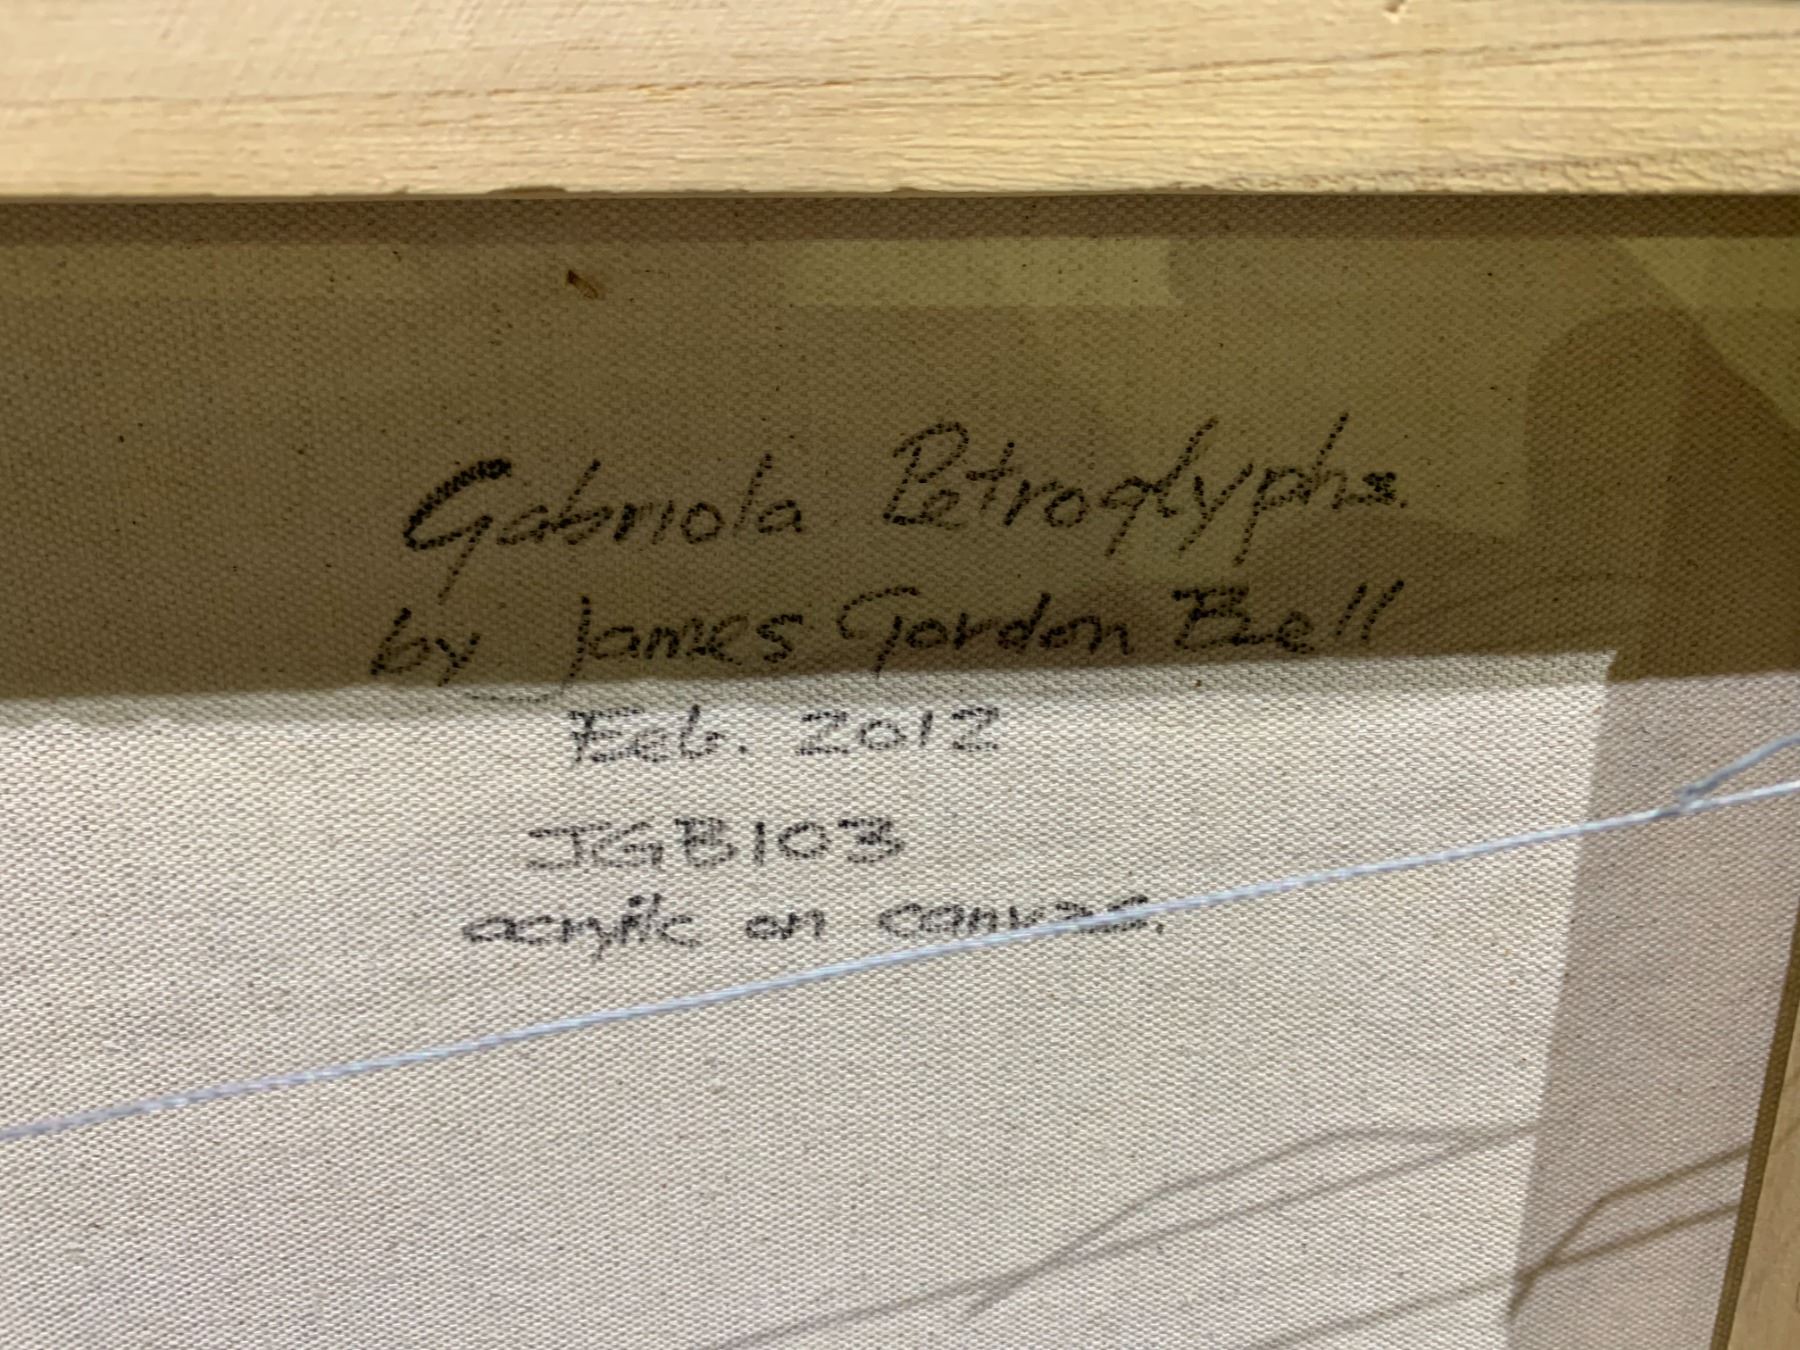 Gabriola Petroglyphs.
by James Gordon Bell
Feb. 2012
JGB103
acrylic on canvas.